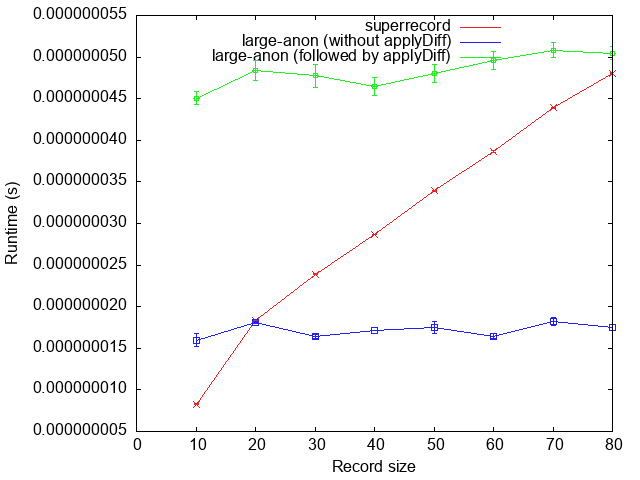 0.000000055
0.000000050
0.000000045
0.000000040
0.000000035
0.000000030
0.000000025
0.000000020
0.000000015
0.000000010
0.000000005
Runtime (s)
superrecord
large-anon (without applyDiff)
large-anon (followed by applyDiff)
0 10 20 30 40 50 60 70 80
Record size